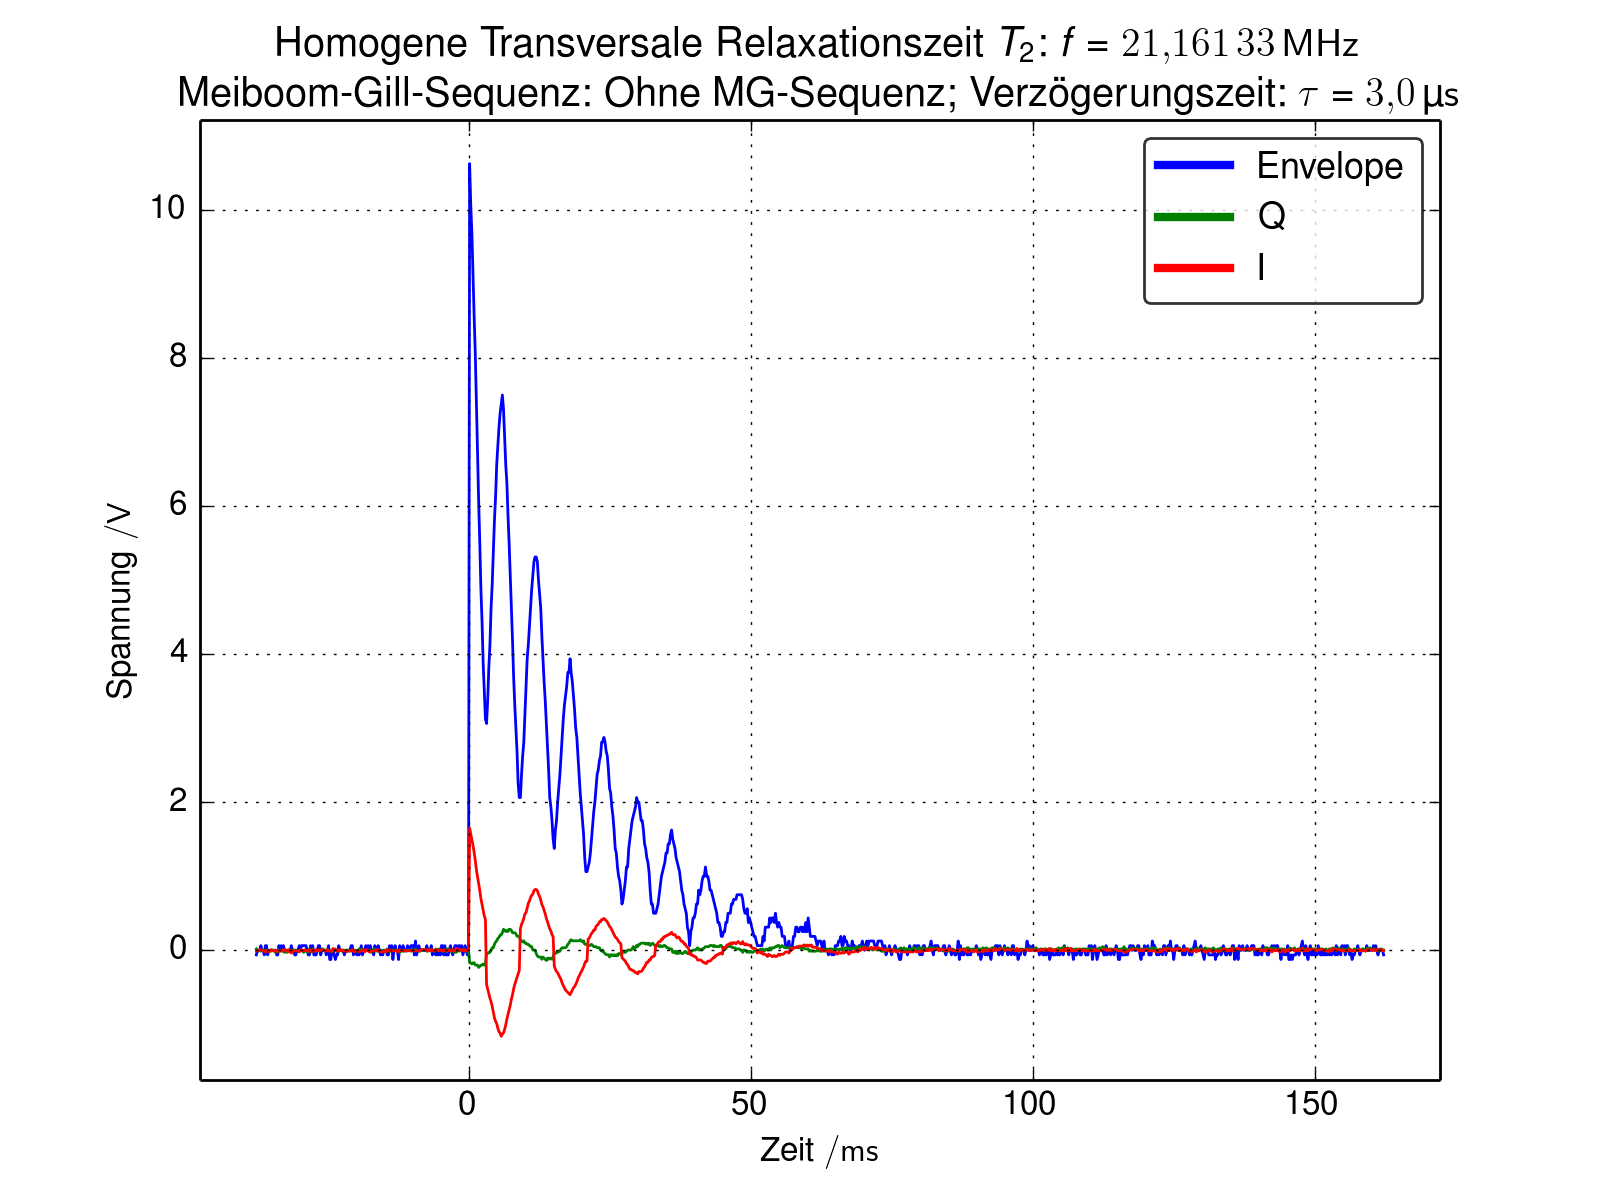 Homogene Transversale Relaxationszeit T₂: f = 21,161 33 MHz
Meiboom-Gill-Sequenz: Ohne MG-Sequenz; Verzögerungszeit: τ = 3,0 µs
Envelope
Q
I
10
8
6
4
2
0
Spannung /V
0 50 100 150
Zeit /ms